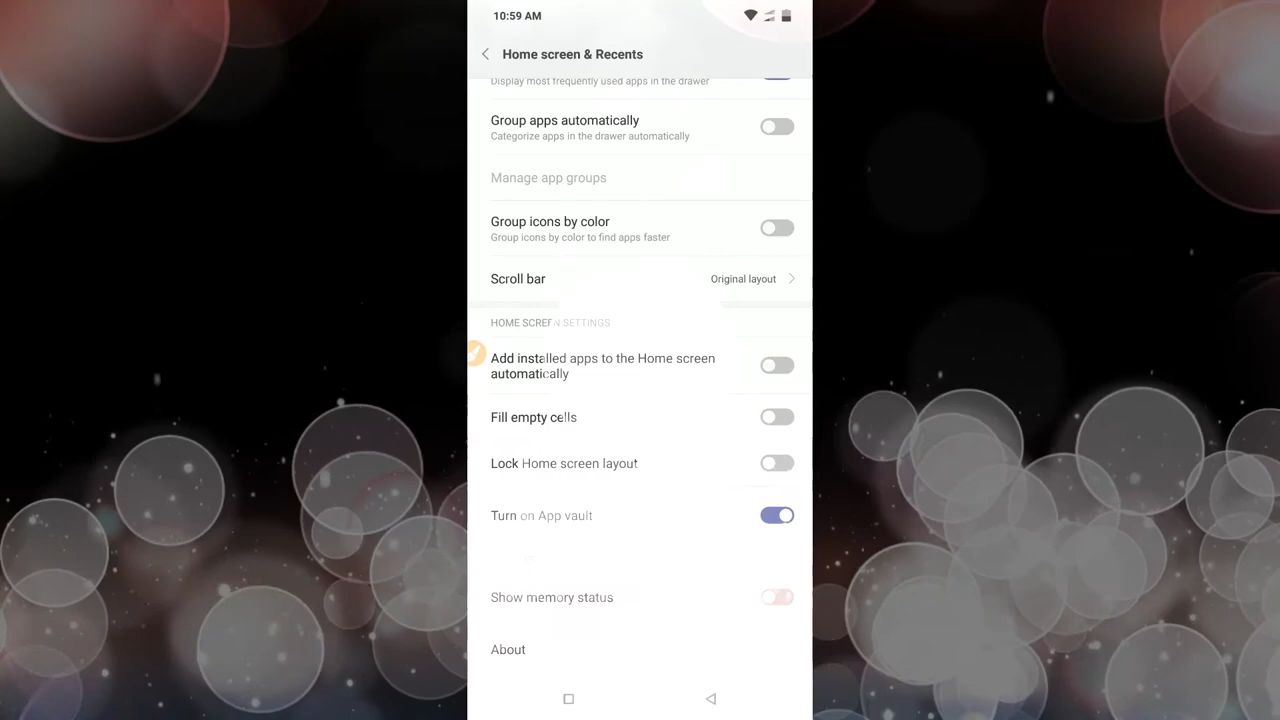 10:59 AM
Home screen & Recents
Display most frequently used apps in the drawer
Group apps automatically
Categorize apps in the drawer automatically
Manage app groups
Group icons by color
Group icons by color to find apps faster
Scroll bar
Original layout
HOME SCREEN SETTINGS
Add installed apps to the Home screen
automatically
Fill empty cells
Lock Home screen layout
Turn on App vault
Show memory status
About